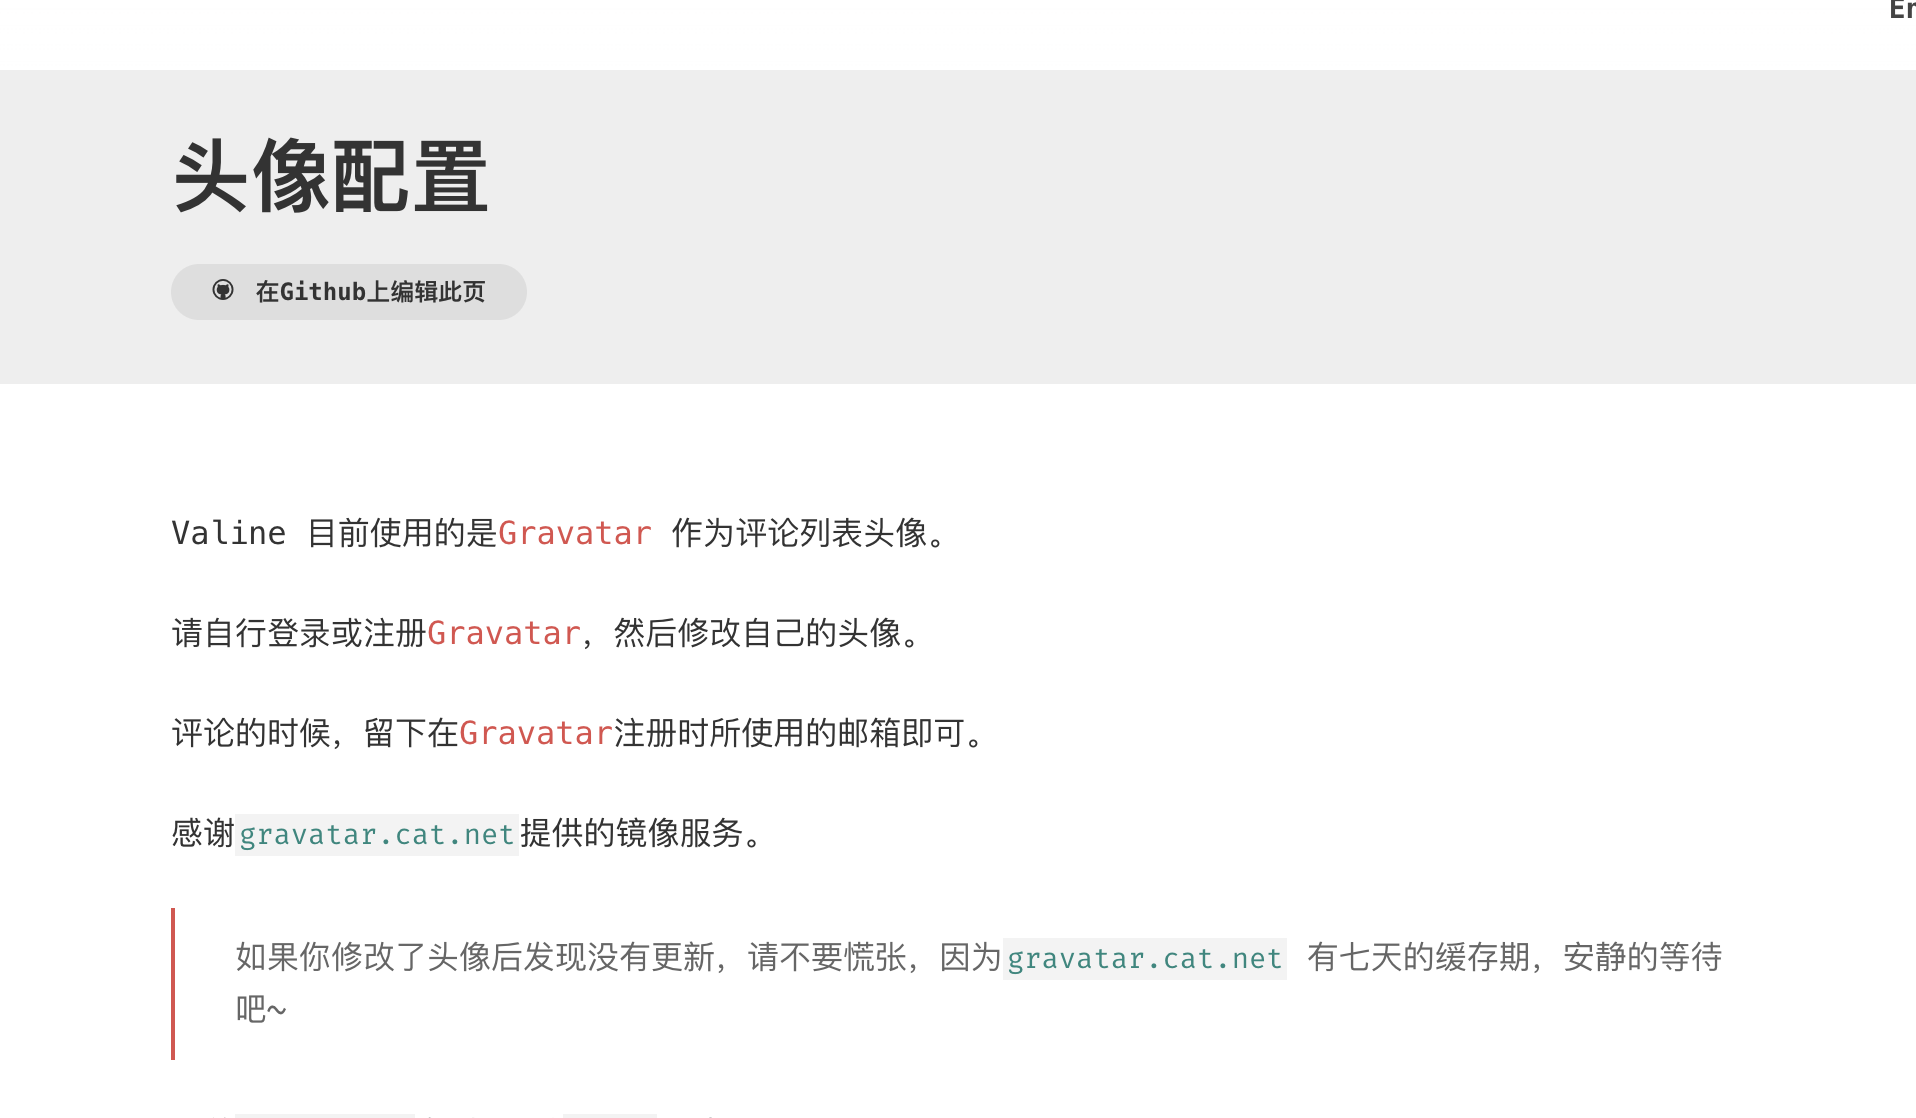 头像配置
在Github上编辑此页
Valine 目前使用的是Gravatar 作为评论列表头像。
请自行登录或注册Gravatar，然后修改自己的头像。
评论的时候，留下在Gravatar注册时所使用的邮箱即可。
感谢gravatar.cat.net提供的镜像服务。
如果你修改了头像后发现没有更新，请不要慌张，因为gravatar.cat.net 有七天的缓存期，安静的等待
吧~